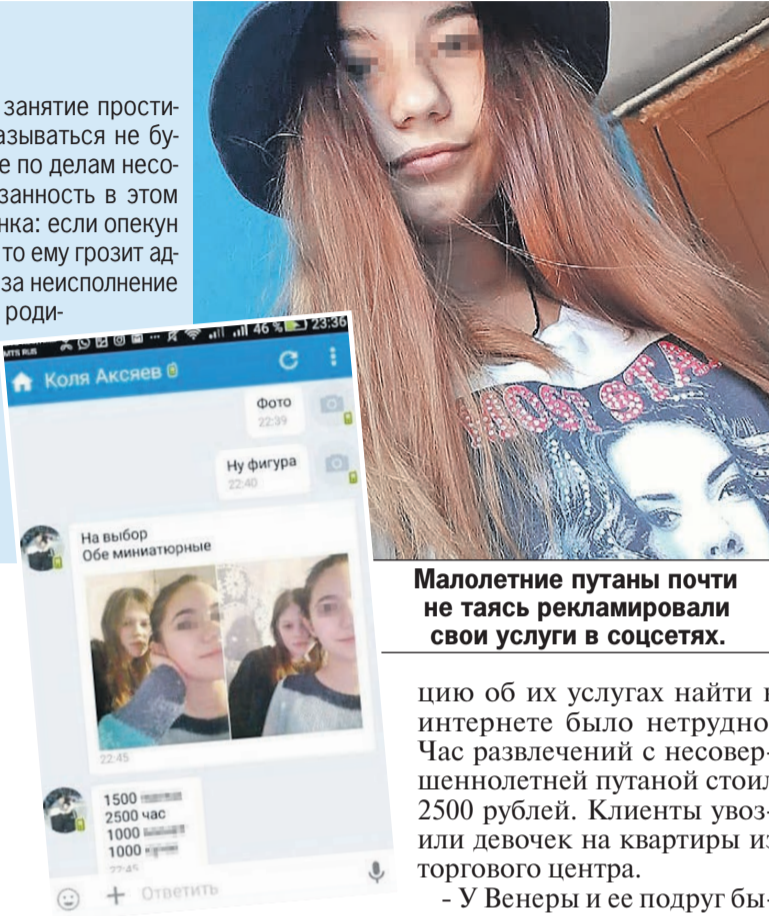 занятие прости-
азываться не бу-
е по делам несо-
занность в этом
нка: если опекун
то ему грозит ад-
за неисполнение
роди-
MTS RUS 46 % 23:36
Коля Аксяев
Фото
22:39
Ну фигура
22:40
На выбор
Обе миниатюрные
22:45
1500
2500 час
1000
1000
Ответить
MOST STA
Малолетние путаны почти
не таясь рекламировали
свои услуги в соцсетях.
цию об их услугах найти в
интернете было нетрудно.
Час развлечений с несовер-
шеннолетней путаной стоил
2500 рублей. Клиенты увоз-
или девочек на квартиры из
торгового центра.
- У Венеры и ее подруг бы-